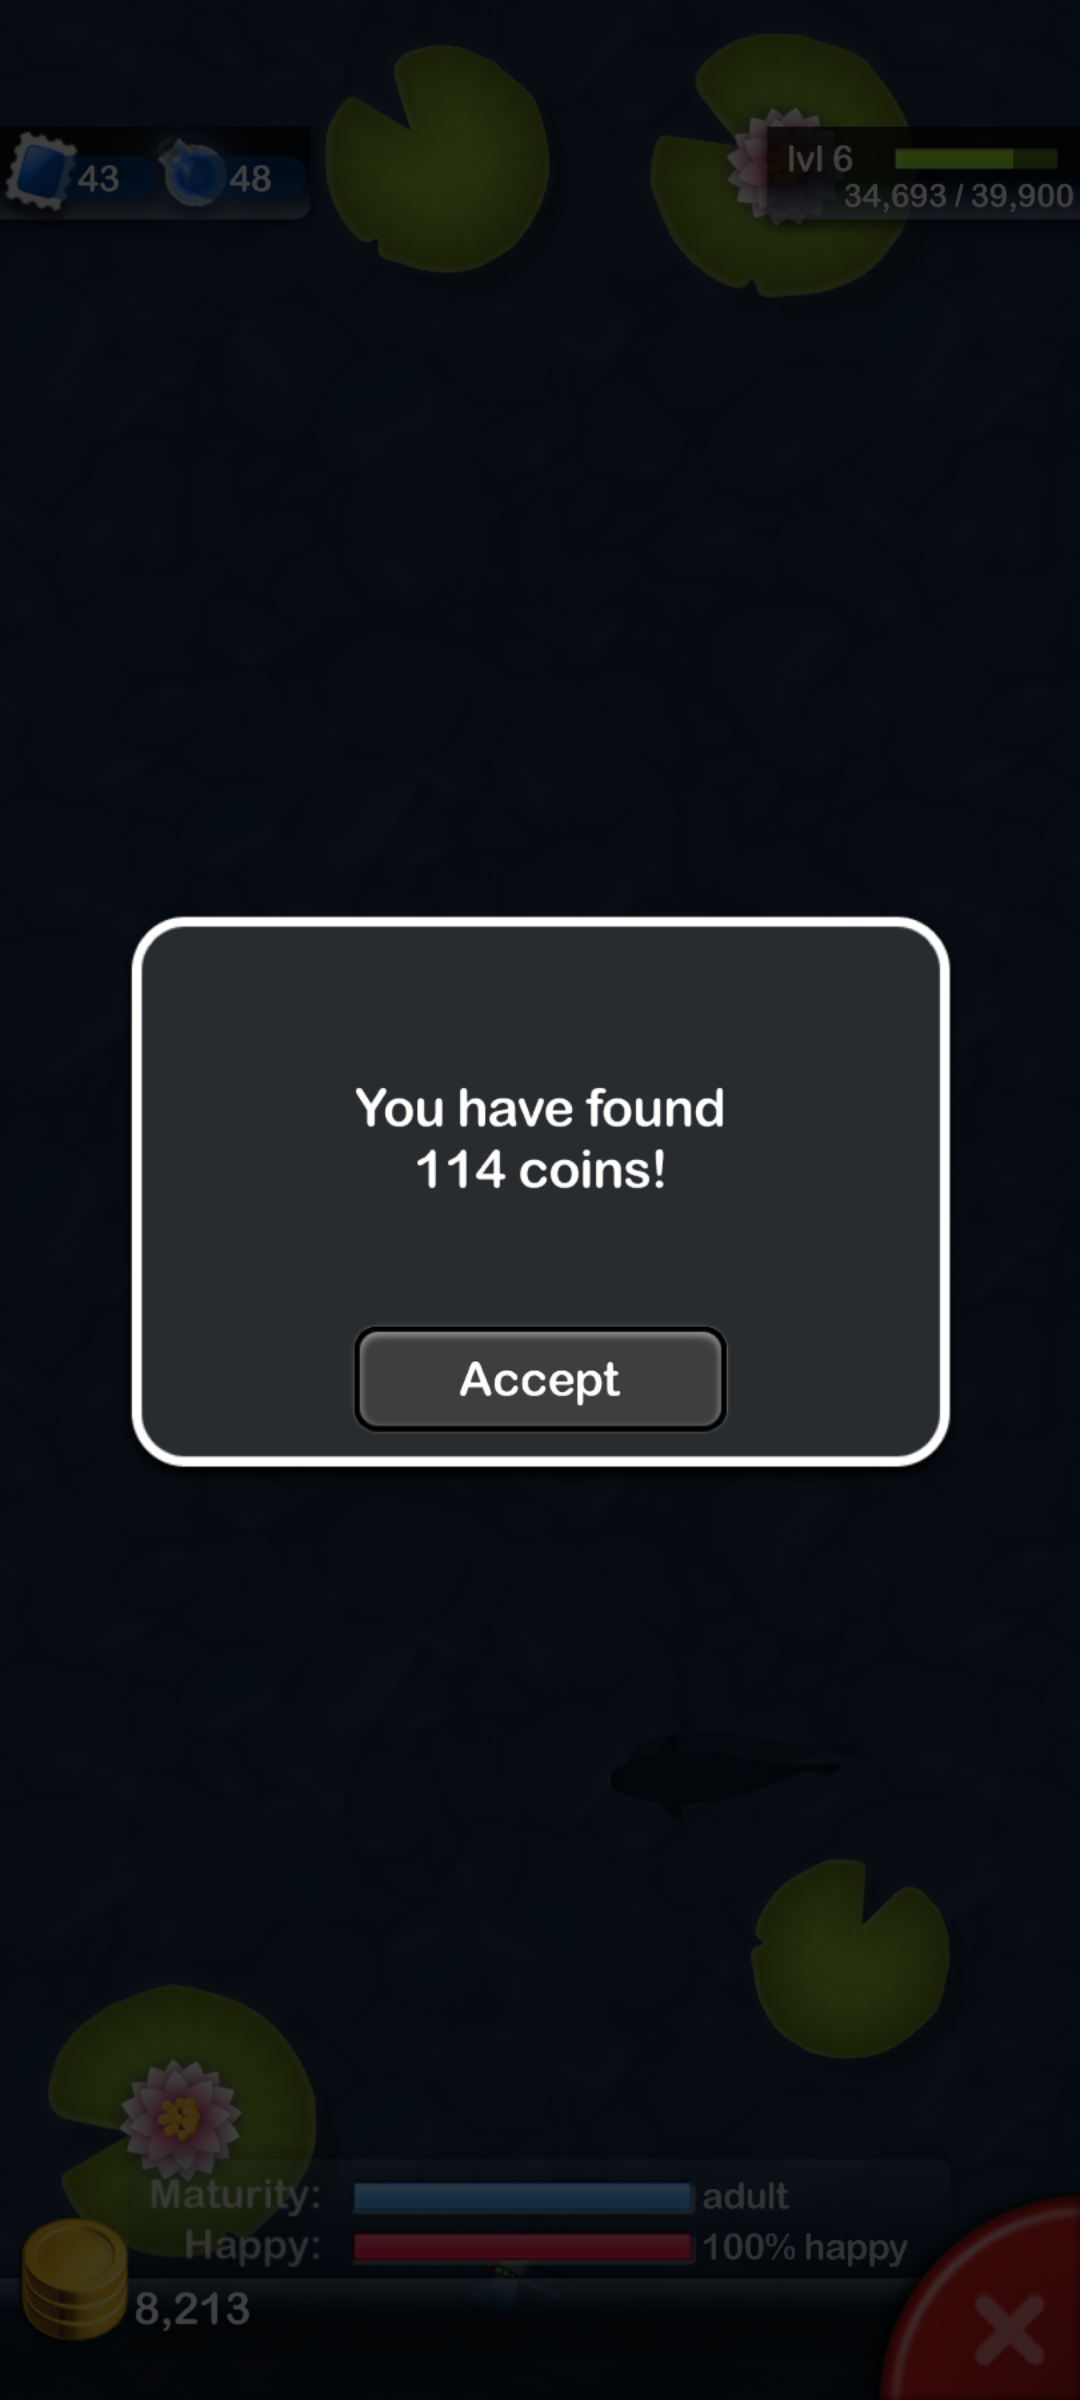 43
48
lvl 6
34,693 / 39,900
You have found
114 coins!
Accept
Maturity: adult
Happy: 100% happy
8,213